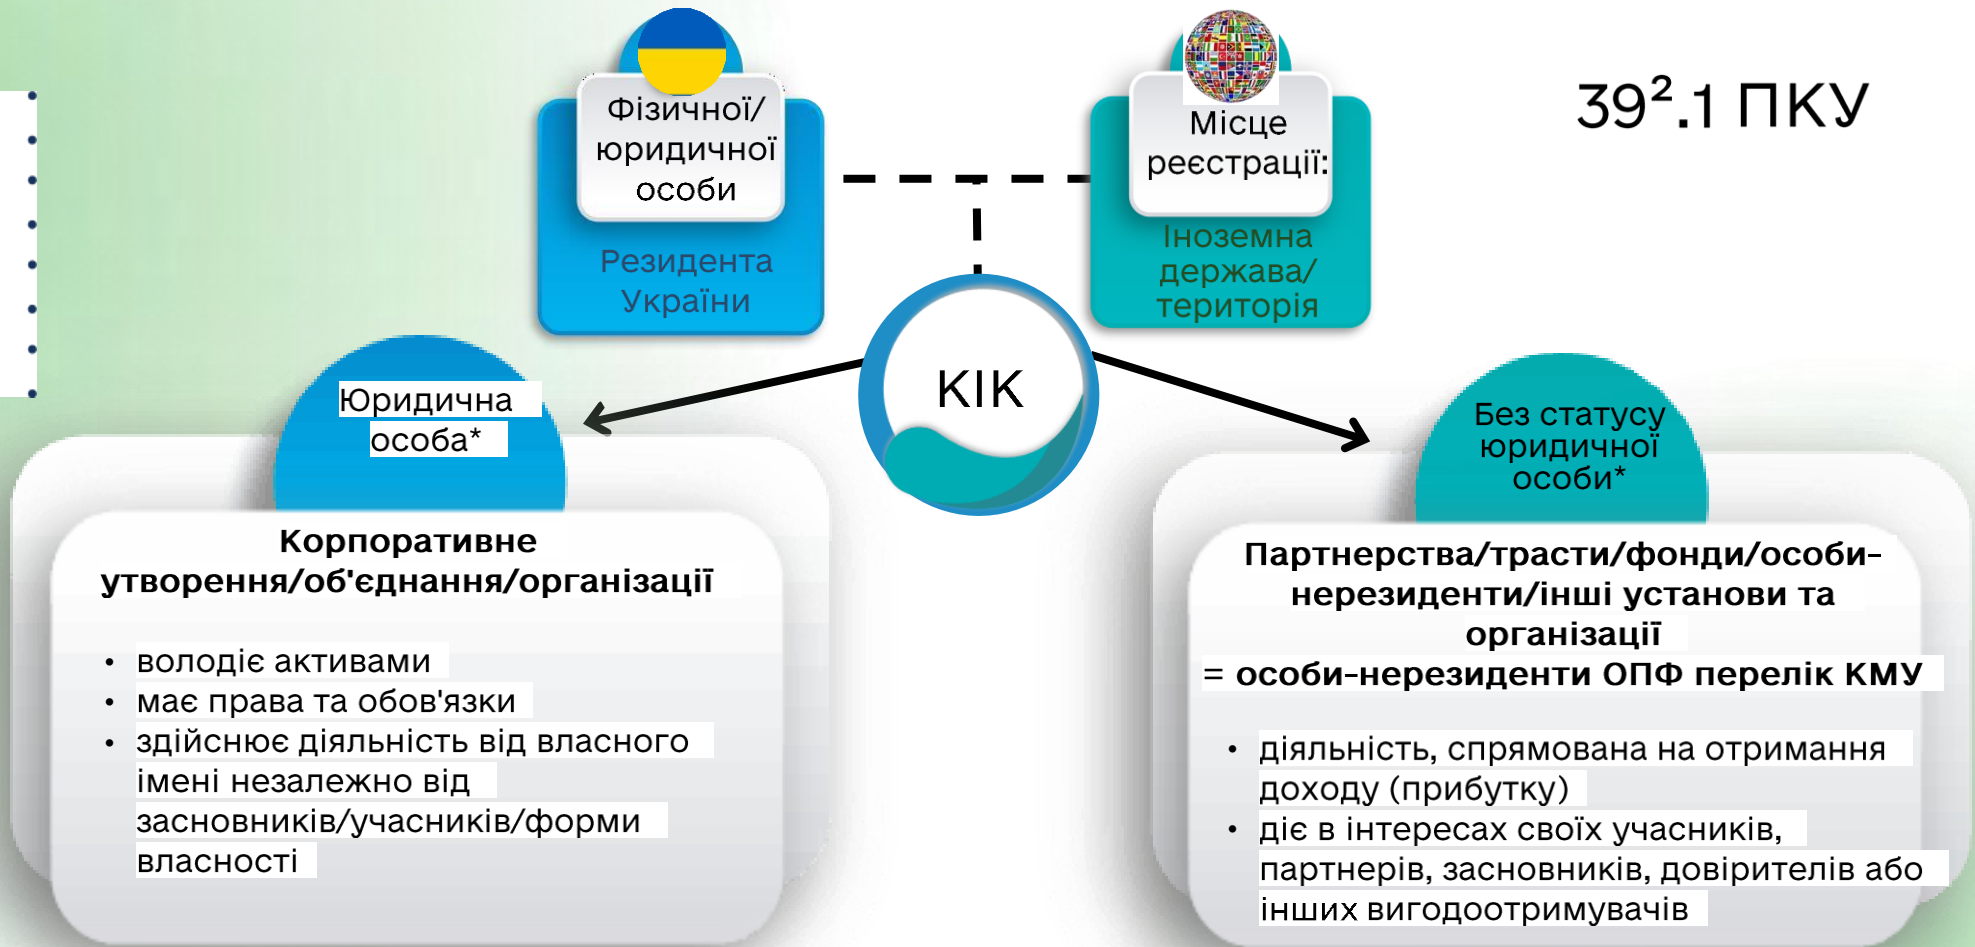 39².1 ПКУ
Фізичної/
юридичної
особи
Резидента
України
Місце
реєстрації:
Іноземна
держава/
територія
КІК
Юридична
особа*
Корпоративне
утворення/об'єднання/організації
• володіє активами
• має права та обов'язки
• здійснює діяльність від власного
імені незалежно від
засновників/учасників/форми
власності
Без статусу
юридичної
особи*
Партнерства/трасти/фонди/особи-
нерезиденти/інші установи та
організації
= особи-нерезиденти ОПФ перелік КМУ
• діяльність, спрямована на отримання
доходу (прибутку)
• діє в інтересах своїх учасників,
партнерів, засновників, довірителів або
інших вигодоотримувачів